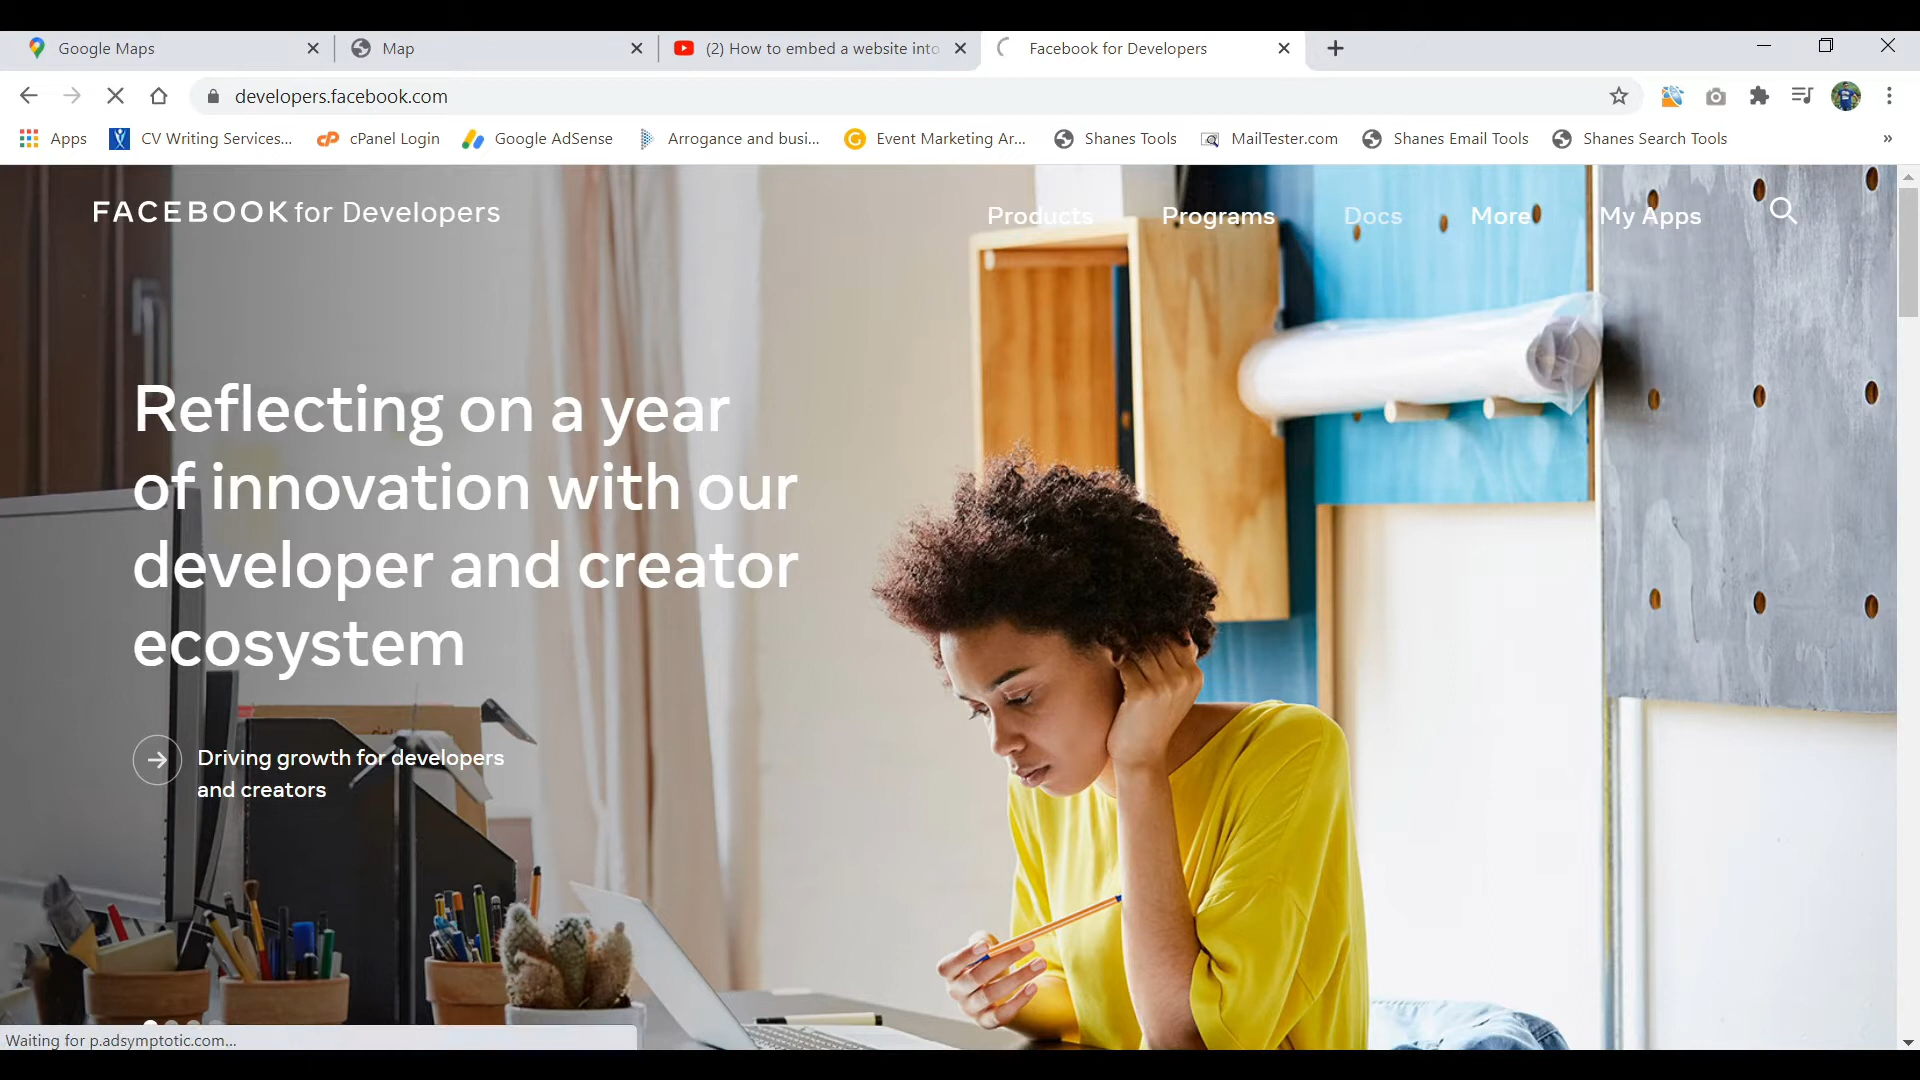 Google Maps
Map
(2) How to embed a website into
Facebook for Developers
developers.facebook.com
Apps
CV Writing Services...
cPanel Login
Google AdSense
Arrogance and busi...
Event Marketing Ar...
Shanes Tools
MailTester.com
Shanes Email Tools
Shanes Search Tools
»
FACEBOOK for Developers
Products
Programs
Docs
More
My Apps
Reflecting on a year
of innovation with our
developer and creator
ecosystem
Driving growth for developers
and creators
Waiting for p.adsymptotic.com...